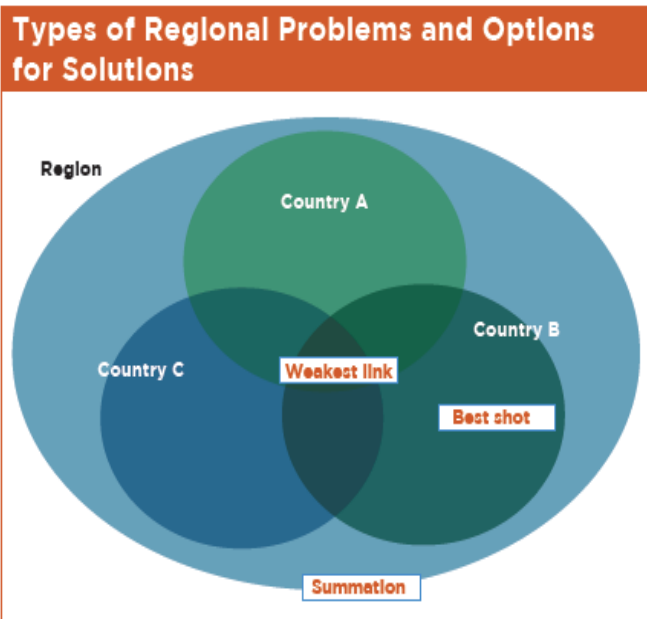 Types of Regional Problems and Options
for Solutions
Region
Country A
Country B
Country C
Weakest link
Best shot
Summation